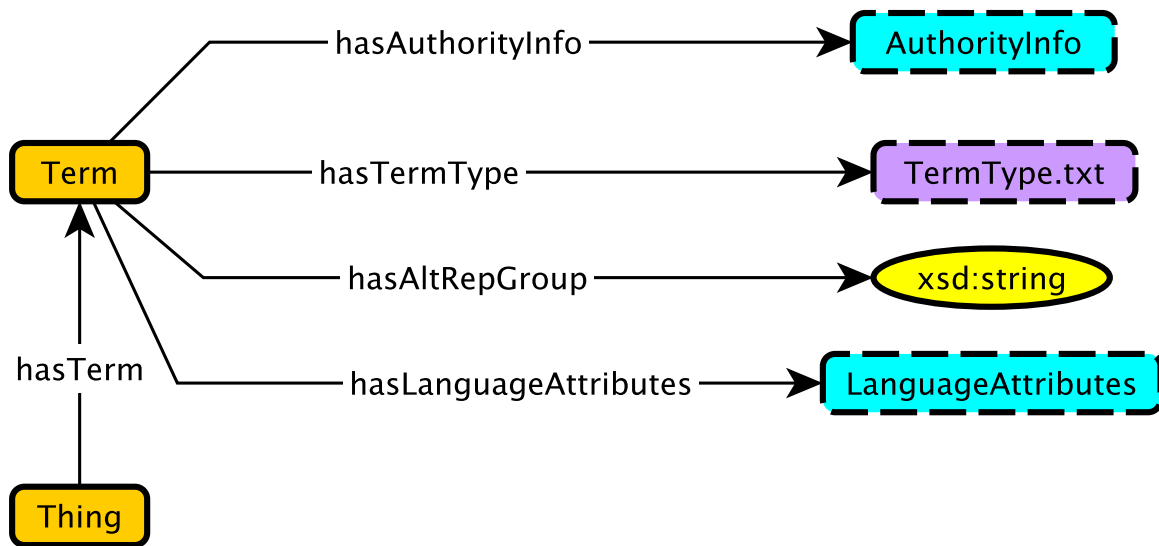 hasAuthorityInfo
AuthorityInfo
Term
hasTermType
TermType.txt
hasAltRepGroup
xsd:string
hasTerm
hasLanguageAttributes
LanguageAttributes
Thing